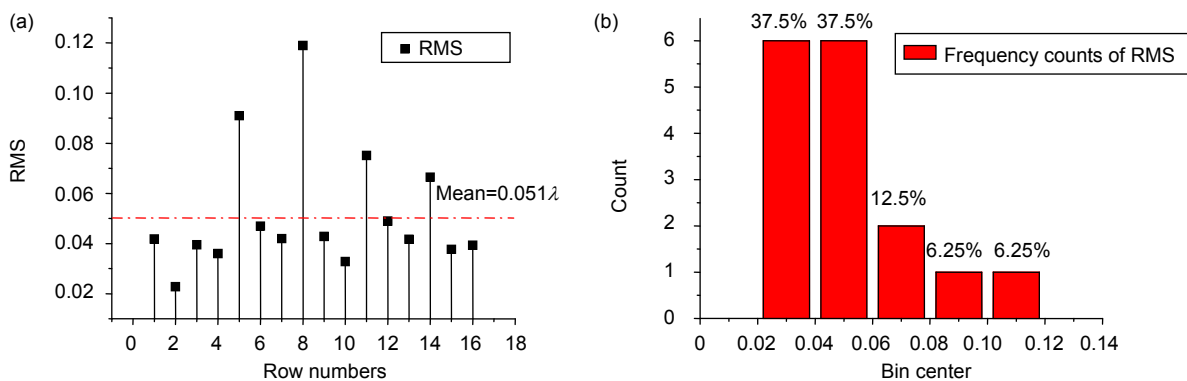 (a)
RMS
0.12
0.10
0.08
0.06
0.04
0.02
RMS
Mean=0.051λ
0 2 4 6 8 10 12 14 16 18
Row numbers
(b)
37.5% 37.5%
Frequency counts of RMS
12.5%
6.25% 6.25%
Count
6
5
4
3
2
1
0
0.00 0.02 0.04 0.06 0.08 0.10 0.12 0.14
Bin center